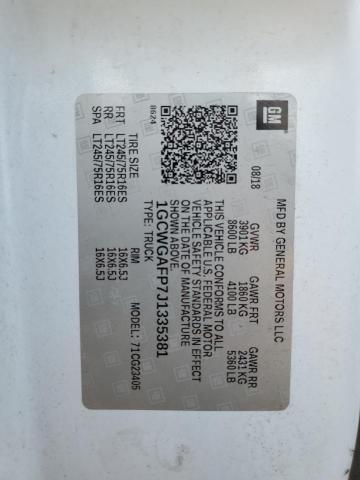 GM
MFD BY GENERAL MOTORS LLC
08/18 GVWR GAWR FRT GAWR RR
3901 KG 1860 KG 2431 KG
8600 LB 4100 LB 5360 LB
THIS VEHICLE CONFORMS TO ALL
APPLICABLE U.S. FEDERAL MOTOR
VEHICLE SAFETY STANDARDS IN EFFECT
ON THE DATE OF MANUFACTURE
SHOWN ABOVE.
1GCWGAFP7J1335381
TYPE: TRUCK
8624 71CG23405
TIRE SIZE RIM
FRT LT245/75R16ES 16X6.5J
RR LT245/75R16ES 16X6.5J
SPA LT245/75R16ES 16X6.5J